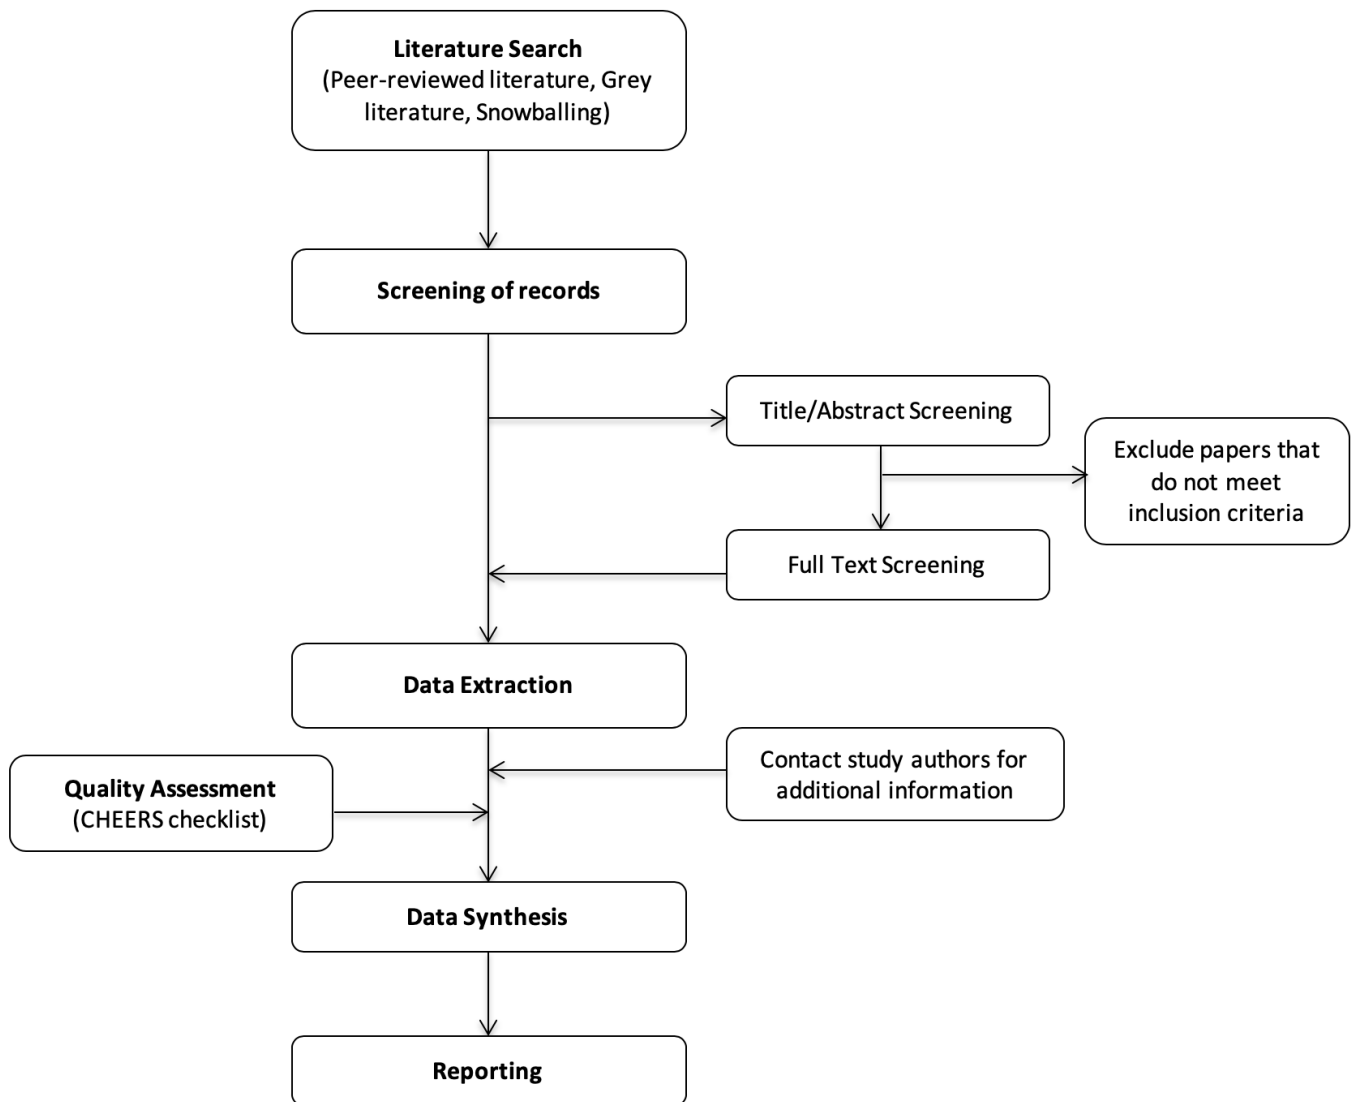 Literature Search
(Peer-reviewed literature, Grey
literature, Snowballing)
Screening of records
Title/Abstract Screening
Exclude papers that
do not meet
inclusion criteria
Full Text Screening
Data Extraction
Contact study authors for
additional information
Quality Assessment
(CHEERS checklist)
Data Synthesis
Reporting